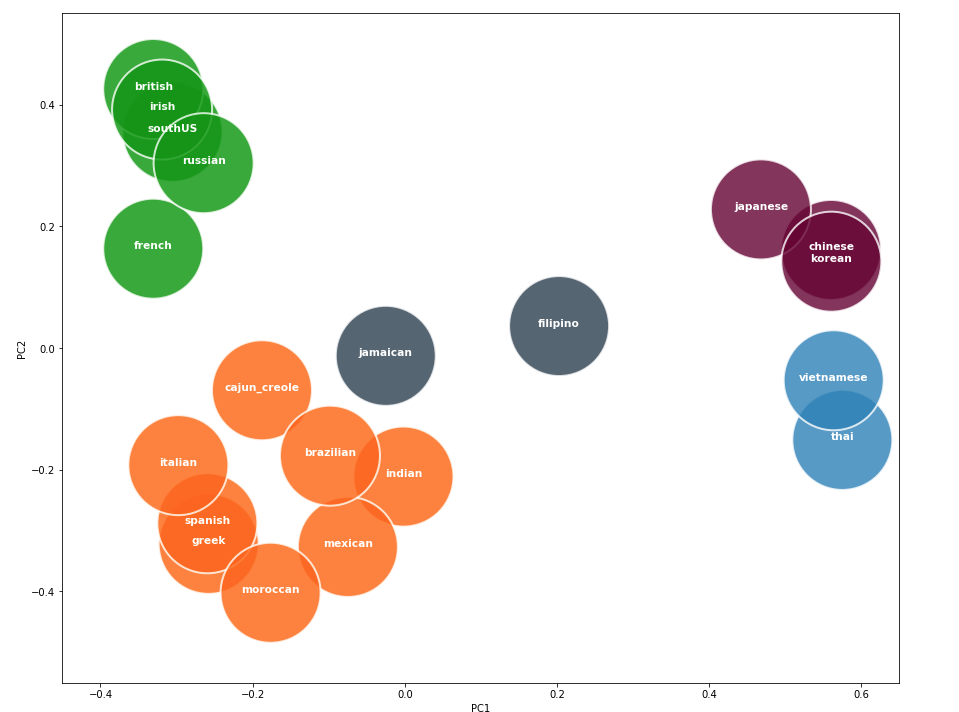 british
irish
southUS
russian
french
japanese
chinese
korean
filipino
jamaican
vietnamese
thai
cajun_creole
brazilian
italian
indian
spanish
greek
mexican
moroccan
0.4
0.2
0.0
−0.2
−0.4
PC2
−0.4
−0.2
0.0
0.2
0.4
0.6
PC1